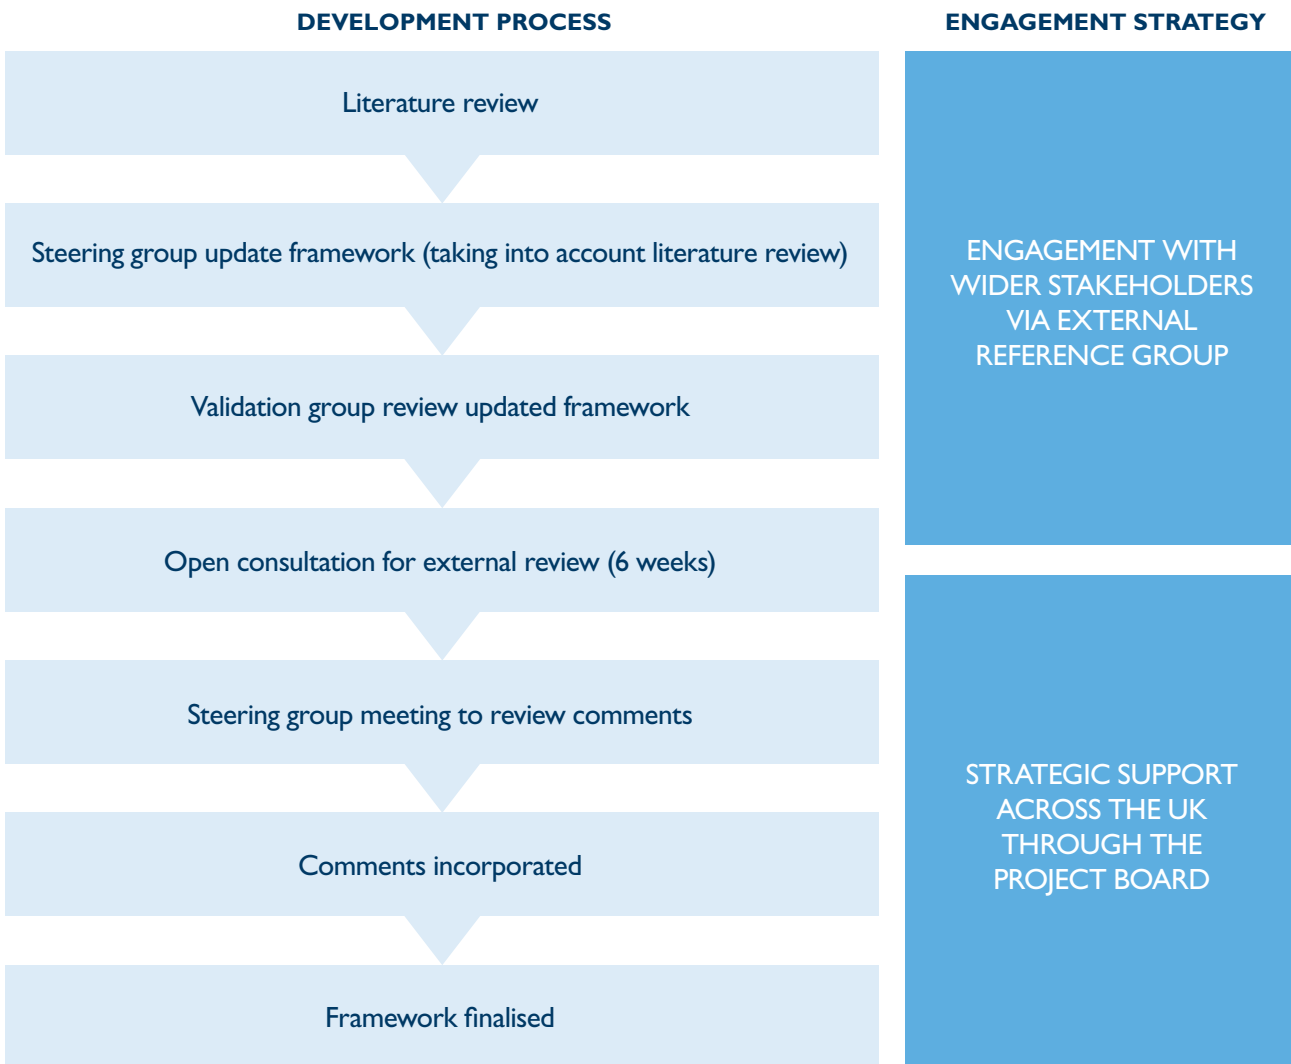 DEVELOPMENT PROCESS
Literature review
Steering group update framework (taking into account literature review)
Validation group review updated framework
Open consultation for external review (6 weeks)
Steering group meeting to review comments
Comments incorporated
Framework finalised
ENGAGEMENT STRATEGY
ENGAGEMENT WITH
WIDER STAKEHOLDERS
VIA EXTERNAL
REFERENCE GROUP
STRATEGIC SUPPORT
ACROSS THE UK
THROUGH THE
PROJECT BOARD